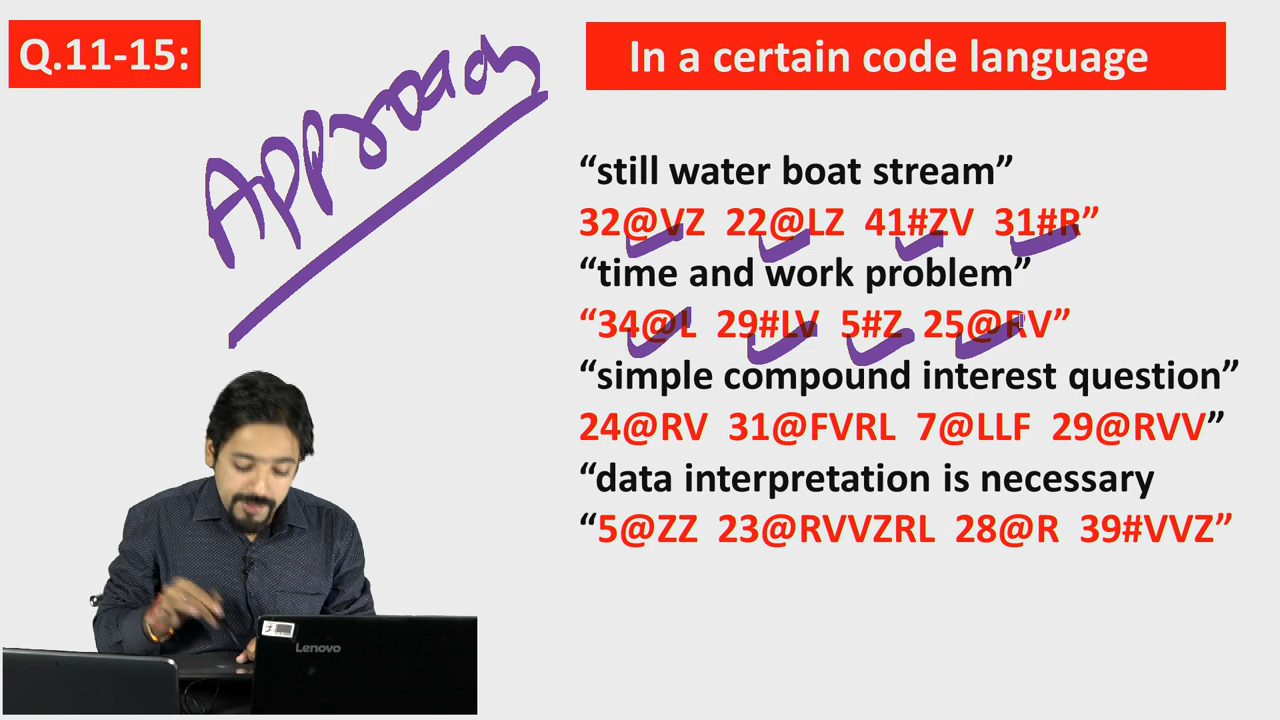 Q.11-15:
In a certain code language
Approach
“still water boat stream”
32@VZ 22@LZ 41#ZV 31#R”
“time and work problem”
“34@L 29#LV 5#Z 25@RV”
“simple compound interest question”
24@RV 31@FVRL 7@LLF 29@RVV”
“data interpretation is necessary
“5@ZZ 23@RVVZRL 28@R 39#VVZ”
Lenovo